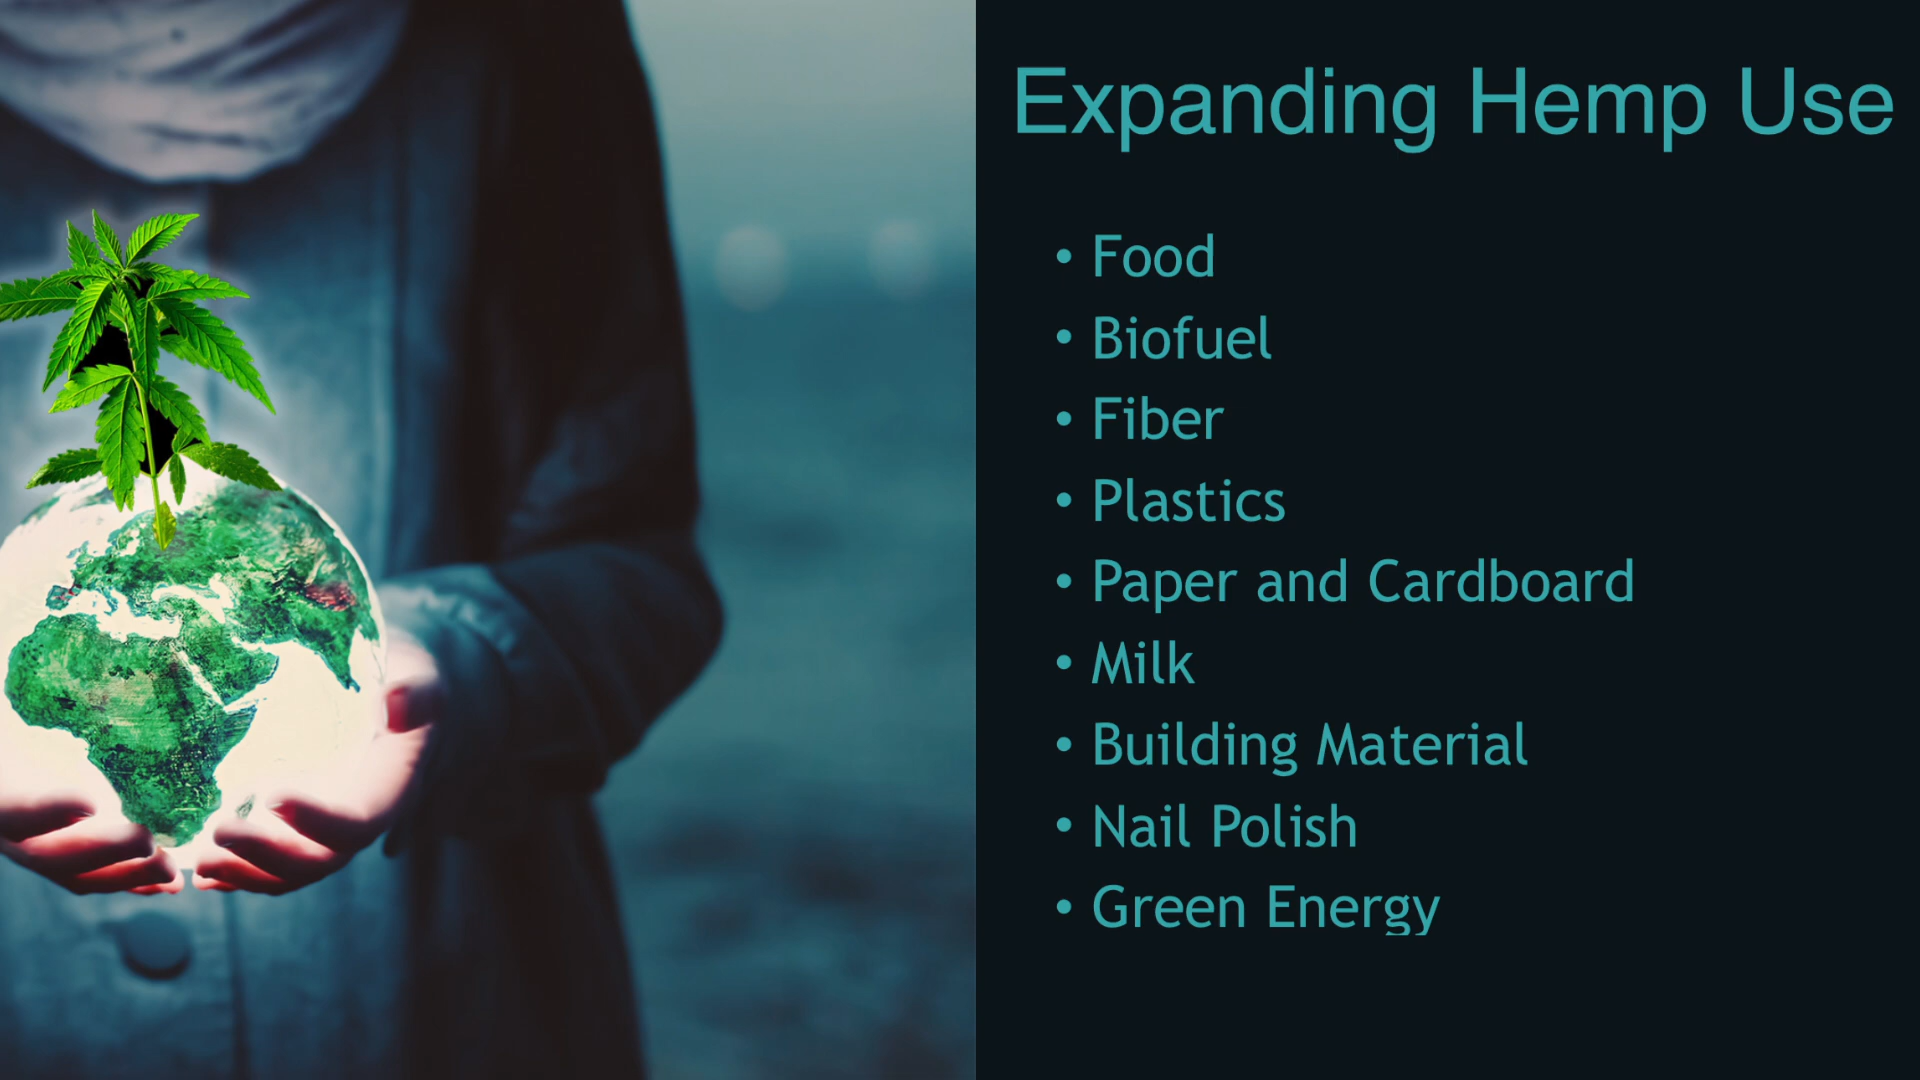 Expanding Hemp Use
• Food
• Biofuel
• Fiber
• Plastics
• Paper and Cardboard
• Milk
• Building Material
• Nail Polish
• Green Energy